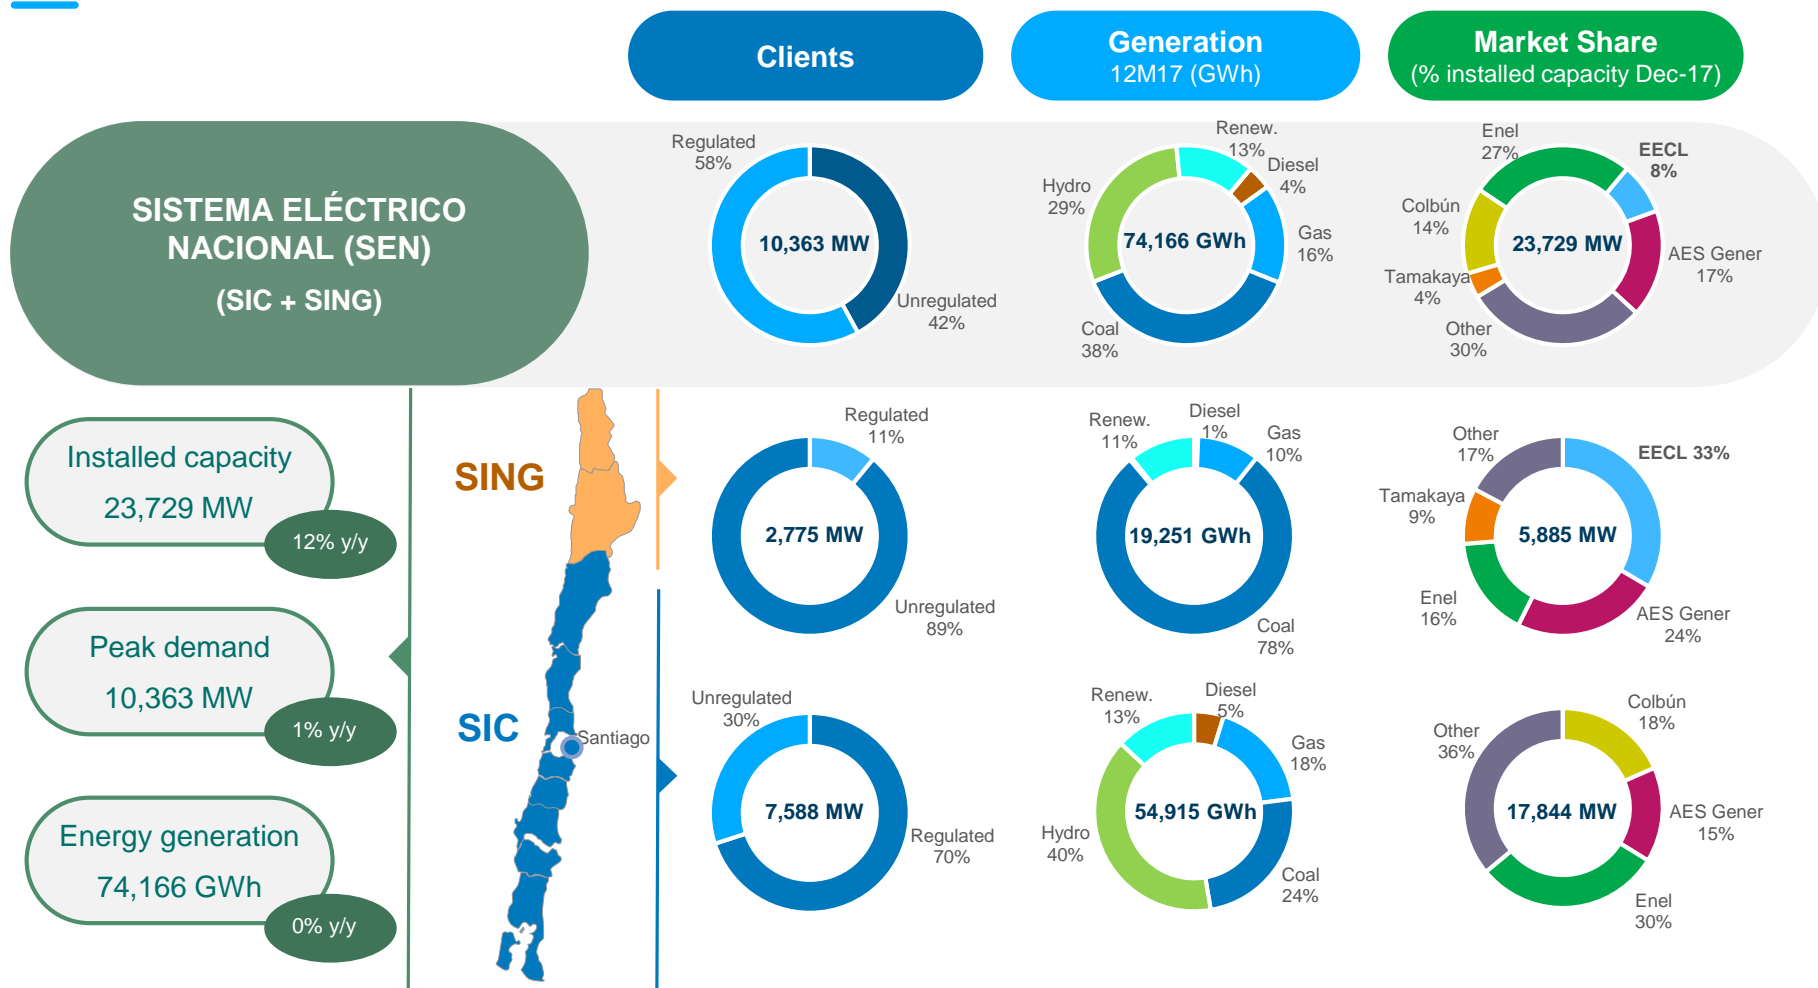 Clients
Generation
12M17 (GWh)
Market Share
(% installed capacity Dec-17)
SISTEMA ELÉCTRICO
NACIONAL (SEN)
(SIC + SING)
Regulated
58%
10,363 MW
Unregulated
42%
Renew.
13%
Diesel
4%
Hydro
29%
74,166 GWh
Gas
16%
Coal
38%
Enel
27%
EECL
8%
Colbún
14%
23,729 MW
AES Gener
17%
Tamakaya
4%
Other
30%
Installed capacity
23,729 MW
12% y/y
Peak demand
10,363 MW
1% y/y
Energy generation
74,166 GWh
0% y/y
SING
SIC
Santiago
Regulated
11%
2,775 MW
Unregulated
89%
Renew.
11%
Diesel
1%
Gas
10%
19,251 GWh
Coal
78%
Other
17%
EECL 33%
Tamakaya
9%
5,885 MW
Enel
16%
AES Gener
24%
Unregulated
30%
7,588 MW
Regulated
70%
Renew.
13%
Diesel
5%
Gas
18%
54,915 GWh
Hydro
40%
Coal
24%
Colbún
18%
Other
36%
17,844 MW
AES Gener
15%
Enel
30%